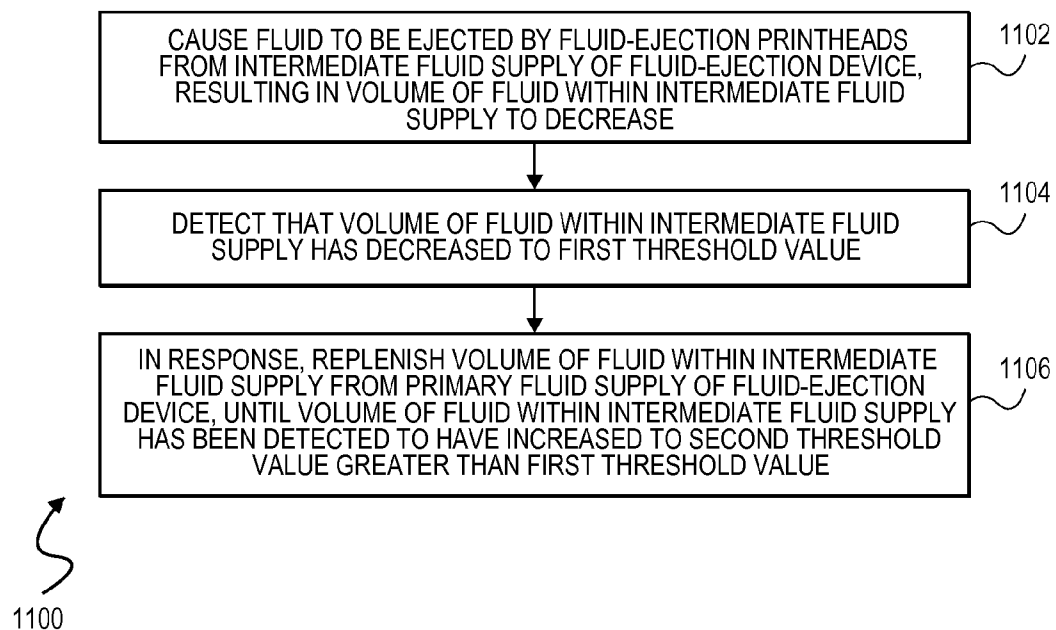 CAUSE FLUID TO BE EJECTED BY FLUID-EJECTION PRINTHEADS
FROM INTERMEDIATE FLUID SUPPLY OF FLUID-EJECTION DEVICE,
RESULTING IN VOLUME OF FLUID WITHIN INTERMEDIATE FLUID
SUPPLY TO DECREASE
1102
DETECT THAT VOLUME OF FLUID WITHIN INTERMEDIATE FLUID
SUPPLY HAS DECREASED TO FIRST THRESHOLD VALUE
1104
IN RESPONSE, REPLENISH VOLUME OF FLUID WITHIN INTERMEDIATE
FLUID SUPPLY FROM PRIMARY FLUID SUPPLY OF FLUID-EJECTION
DEVICE, UNTIL VOLUME OF FLUID WITHIN INTERMEDIATE FLUID SUPPLY
HAS BEEN DETECTED TO HAVE INCREASED TO SECOND THRESHOLD
VALUE GREATER THAN FIRST THRESHOLD VALUE
1106
1100